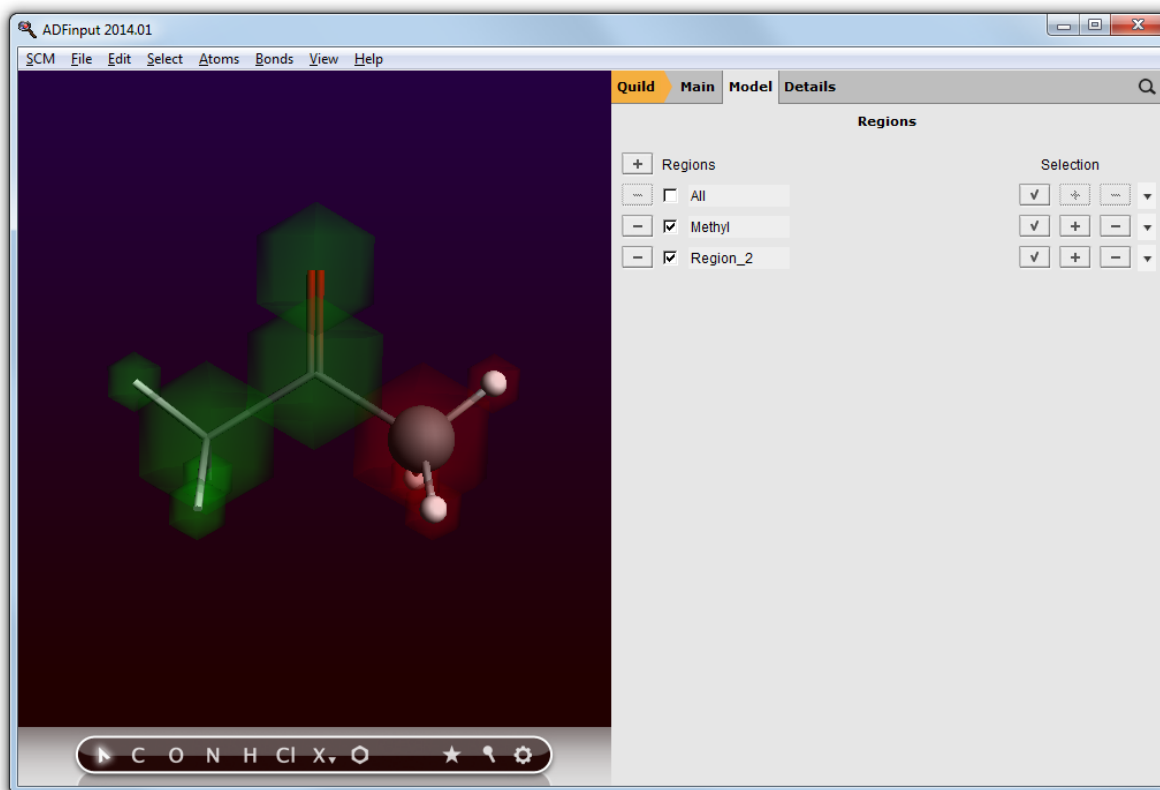 ADFinput 2014.01
SCM File Edit Select Atoms Bonds View Help
Quild Main Model Details
Regions
Regions Selection
All
Methyl
Region_2
C O N H Cl X